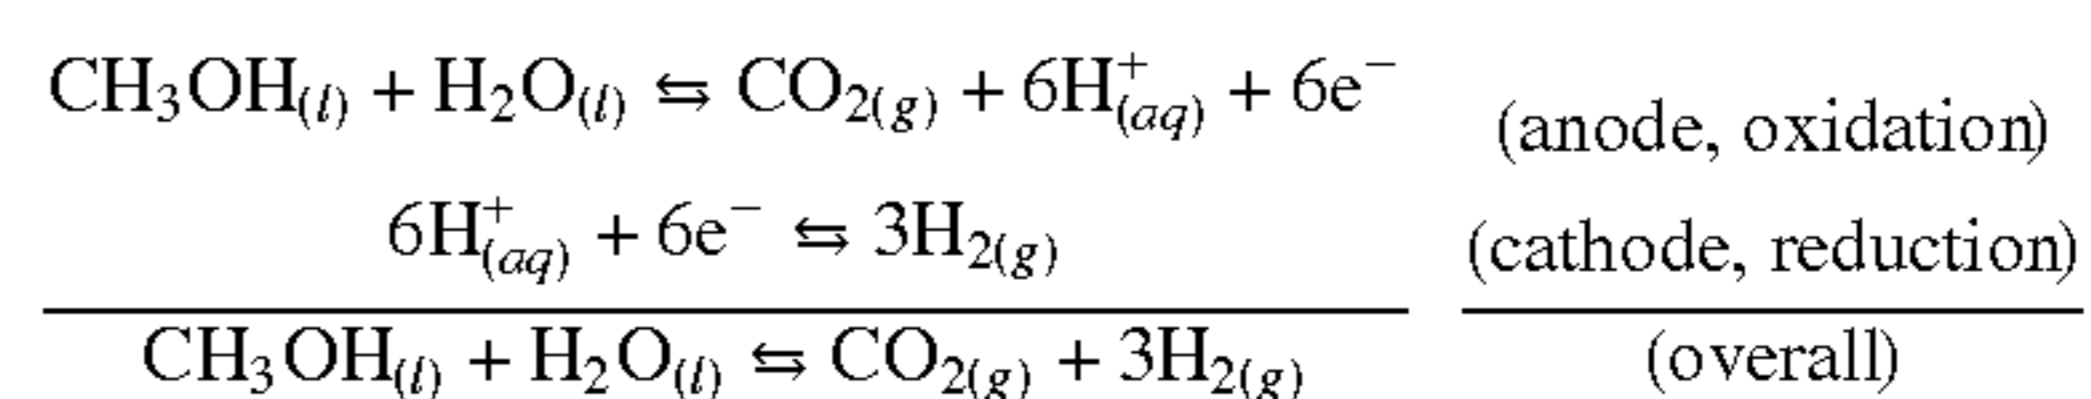 CH₃OH₍l₎ + H₂O₍l₎ ⇆ CO₂₍g₎ + 6H⁺₍aq₎ + 6e⁻ (anode, oxidation)
6H⁺₍aq₎ + 6e⁻ ⇆ 3H₂₍g₎ (cathode, reduction)
CH₃OH₍l₎ + H₂O₍l₎ ⇆ CO₂₍g₎ + 3H₂₍g₎ (overall)